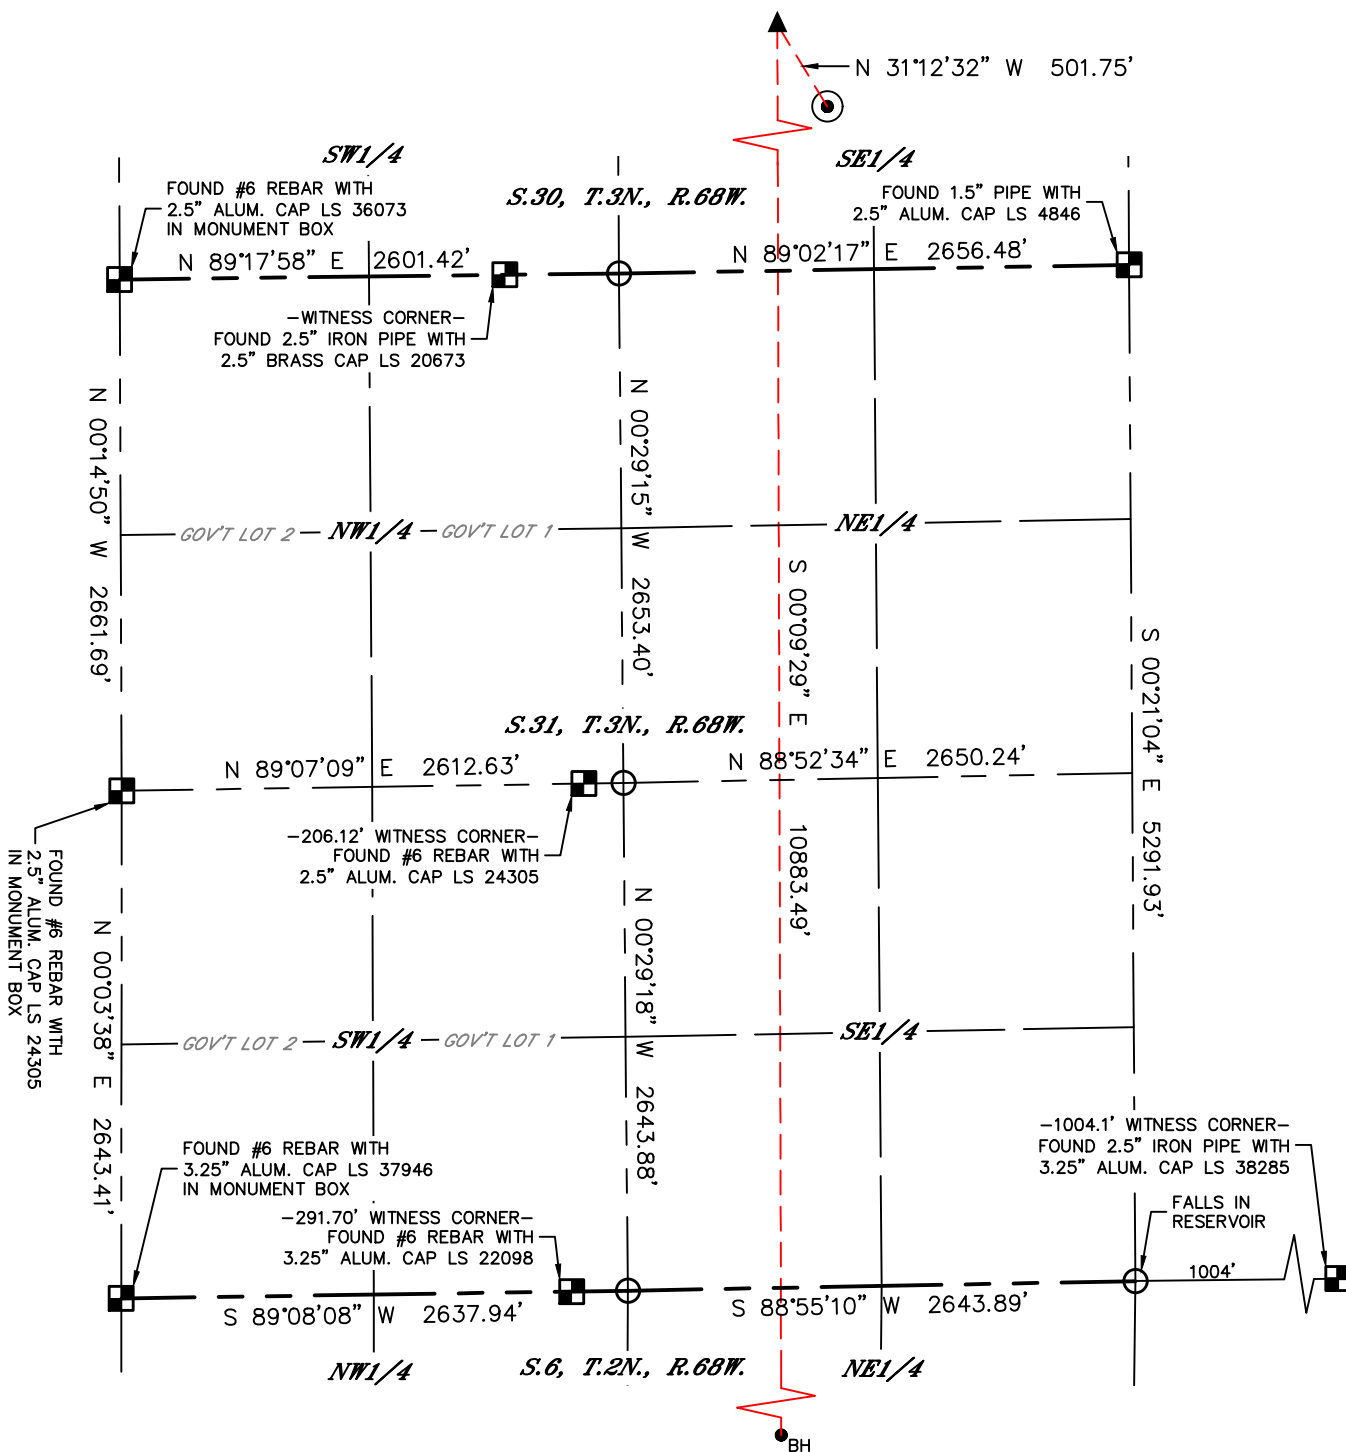 N 31°12'32" W 501.75'
SW1/4
SE1/4
FOUND #6 REBAR WITH
2.5" ALUM. CAP LS 36073
IN MONUMENT BOX
S.30, T.3N., R.68W.
FOUND 1.5" PIPE WITH
2.5" ALUM. CAP LS 4846
N 89°17'58" E 2601.42'
N 89°02'17" E 2656.48'
-WITNESS CORNER-
FOUND 2.5" IRON PIPE WITH
2.5" BRASS CAP LS 20673
N 00°14'50" W 2661.69'
N 00°29'15" W 2653.40'
GOV'T LOT 2
NW1/4
GOV'T LOT 1
NE1/4
S 00°09'29" E 10883.49'
S 00°21'04" E 5291.93'
S.31, T.3N., R.68W.
N 89°07'09" E 2612.63'
N 88°52'34" E 2650.24'
-206.12' WITNESS CORNER-
FOUND #6 REBAR WITH
2.5" ALUM. CAP LS 24305
FOUND #6 REBAR WITH
2.5" ALUM. CAP LS 24305
IN MONUMENT BOX
N 00°03'38" E 2643.41'
N 00°29'18" W 2643.88'
GOV'T LOT 2
SW1/4
GOV'T LOT 1
SE1/4
-1004.1' WITNESS CORNER-
FOUND 2.5" IRON PIPE WITH
3.25" ALUM. CAP LS 38285
FOUND #6 REBAR WITH
3.25" ALUM. CAP LS 37946
IN MONUMENT BOX
-291.70' WITNESS CORNER-
FOUND #6 REBAR WITH
3.25" ALUM. CAP LS 22098
FALLS IN
RESERVOIR
1004'
S 89°08'08" W 2637.94'
S 88°55'10" W 2643.89'
NW1/4
S.6, T.2N., R.68W.
NE1/4
BH